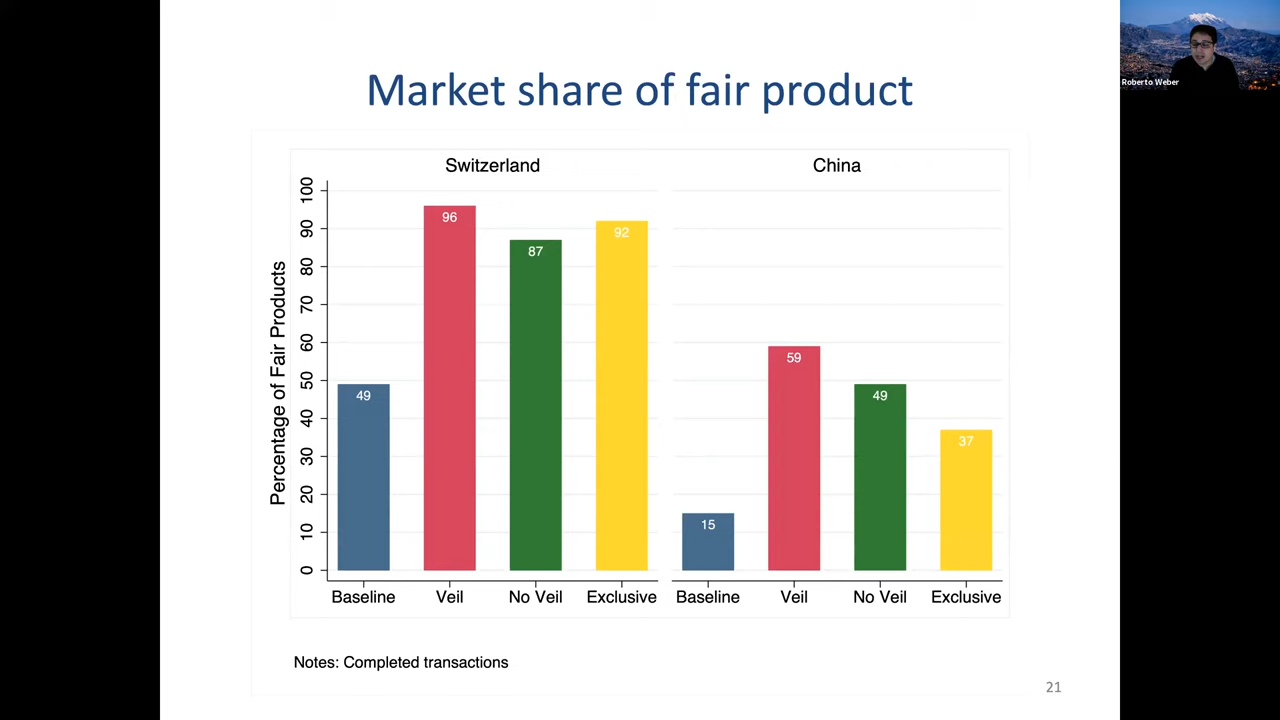 Market share of fair product
Roberto Weber
Switzerland
China
Percentage of Fair Products
100
90
80
70
60
50
40
30
20
10
0
49
96
87
92
15
59
49
37
Baseline Veil No Veil Exclusive
Baseline Veil No Veil Exclusive
Notes: Completed transactions
21